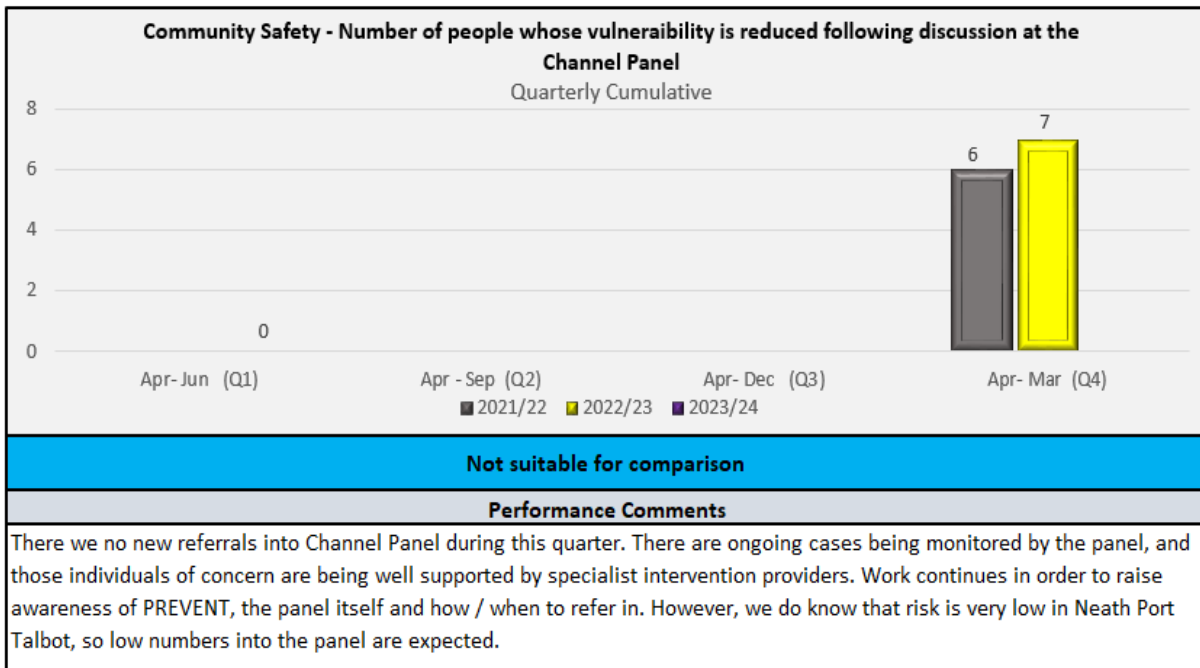 Community Safety - Number of people whose vulneraibility is reduced following discussion at the
Channel Panel
Quarterly Cumulative
8
6
4
2
0
0
6
7
Apr- Jun (Q1)
Apr - Sep (Q2)
Apr- Dec (Q3)
Apr- Mar (Q4)
2021/22 2022/23 2023/24
Not suitable for comparison
Performance Comments
There we no new referrals into Channel Panel during this quarter. There are ongoing cases being monitored by the panel, and
those individuals of concern are being well supported by specialist intervention providers. Work continues in order to raise
awareness of PREVENT, the panel itself and how / when to refer in. However, we do know that risk is very low in Neath Port
Talbot, so low numbers into the panel are expected.